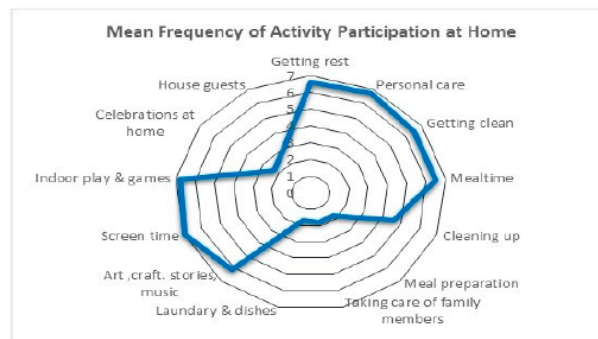 Mean Frequency of Activity Participation at Home
Getting rest
House guests
Personal care
Celebrations at
home
Getting clean
Indoor play & games
Mealtime
Screen time
Cleaning up
Art ,craft. stories,
music
Meal preparation
Laundary & dishes
Taking care of family
members
7
6
5
4
3
2
1
0